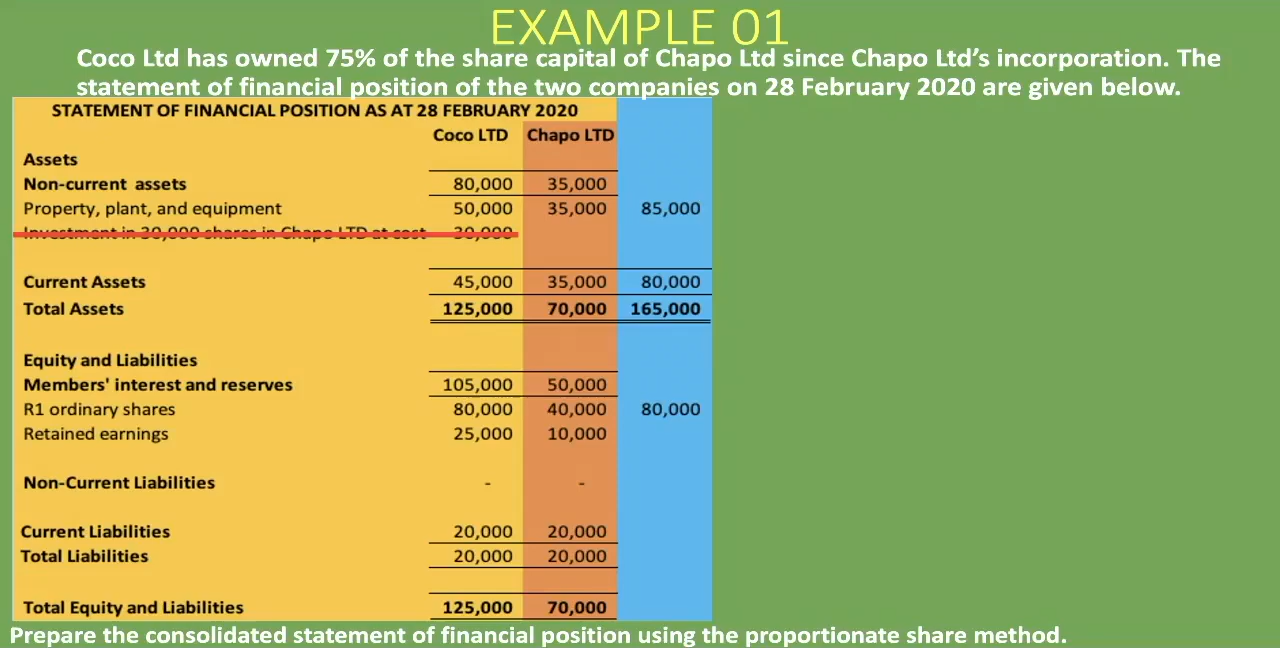 EXAMPLE 01
Coco Ltd has owned 75% of the share capital of Chapo Ltd since Chapo Ltd’s incorporation. The
statement of financial position of the two companies on 28 February 2020 are given below.
STATEMENT OF FINANCIAL POSITION AS AT 28 FEBRUARY 2020
Coco LTD Chapo LTD
Assets
Non-current assets 80,000 35,000
Property, plant, and equipment 50,000 35,000 85,000
Investment in 30,000 shares in Chapo LTD at cost 30,000
Current Assets 45,000 35,000 80,000
Total Assets 125,000 70,000 165,000
Equity and Liabilities
Members' interest and reserves 105,000 50,000
R1 ordinary shares 80,000 40,000 80,000
Retained earnings 25,000 10,000
Non-Current Liabilities - -
Current Liabilities 20,000 20,000
Total Liabilities 20,000 20,000
Total Equity and Liabilities 125,000 70,000
Prepare the consolidated statement of financial position using the proportionate share method.